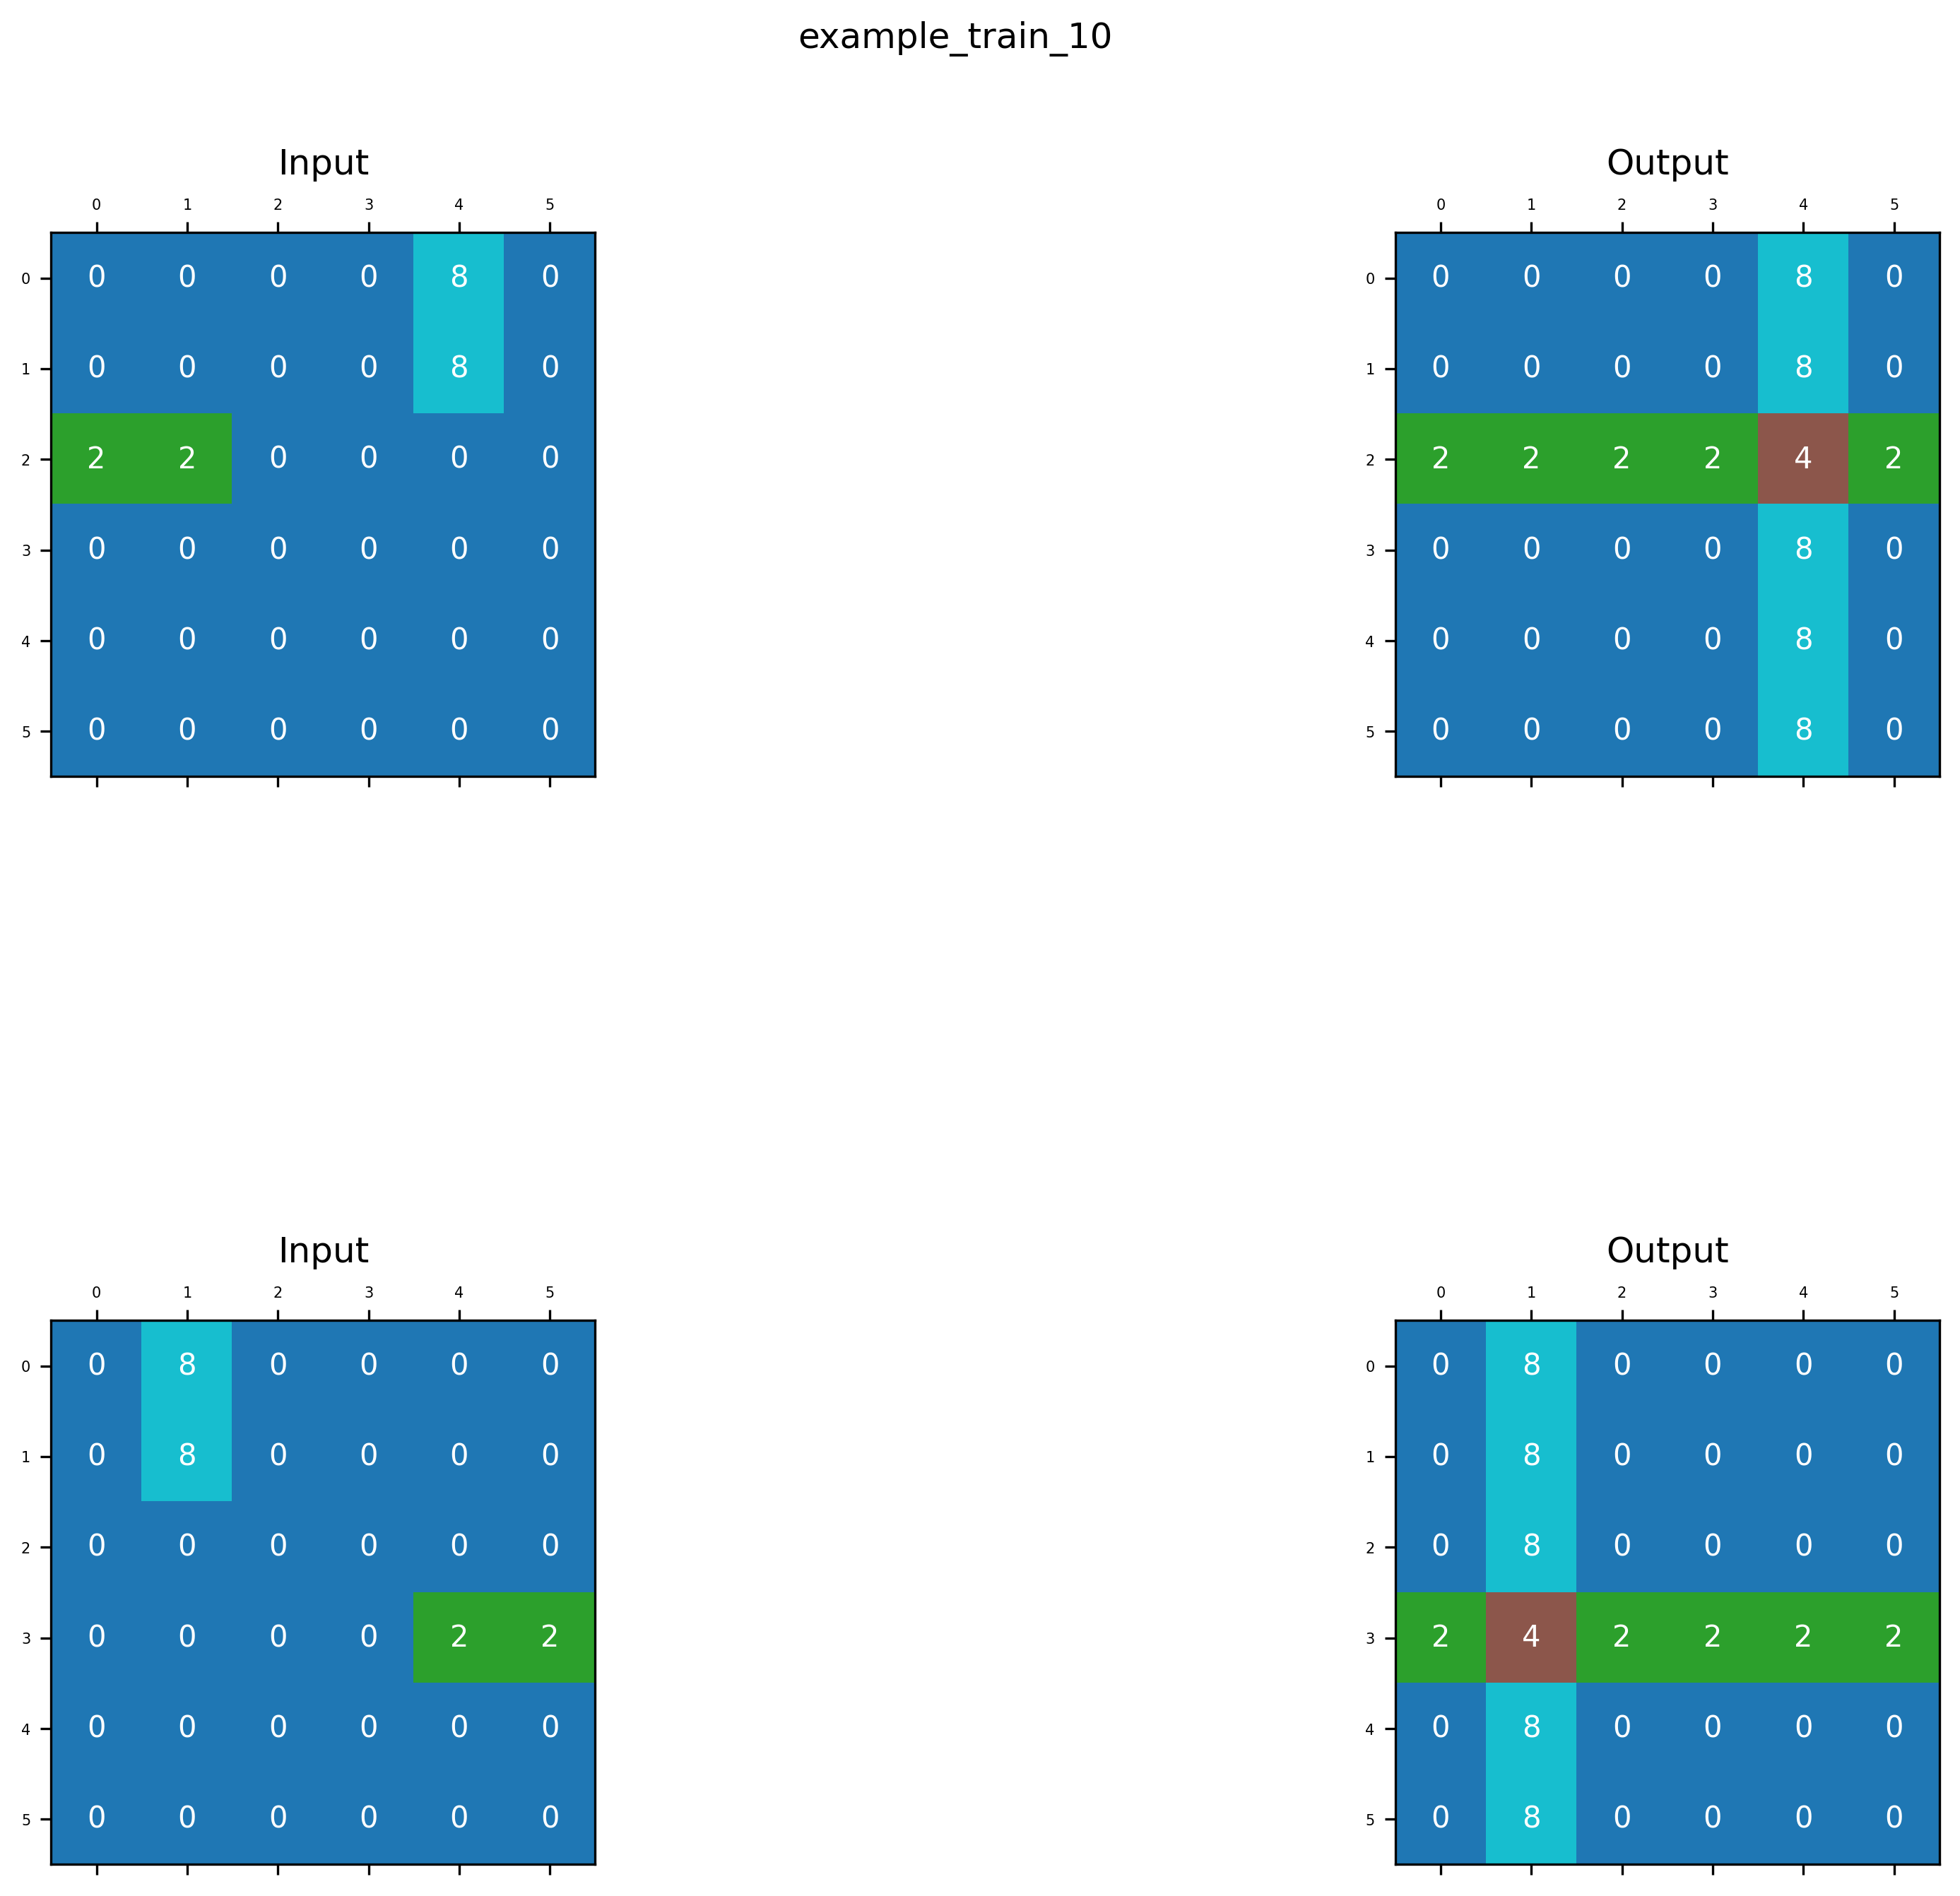 example_train_10
Input Output
0 1 2 3 4 5 0 1 2 3 4 5
0 0 0 0 0 8 0 0 0 0 0 0 8 0
1 0 0 0 0 8 0 1 0 0 0 0 8 0
2 2 2 0 0 0 0 2 2 2 2 2 4 2
3 0 0 0 0 0 0 3 0 0 0 0 8 0
4 0 0 0 0 0 0 4 0 0 0 0 8 0
5 0 0 0 0 0 0 5 0 0 0 0 8 0
Input Output
0 1 2 3 4 5 0 1 2 3 4 5
0 0 8 0 0 0 0 0 0 8 0 0 0 0
1 0 8 0 0 0 0 1 0 8 0 0 0 0
2 0 0 0 0 0 0 2 0 8 0 0 0 0
3 0 0 0 0 2 2 3 2 4 2 2 2 2
4 0 0 0 0 0 0 4 0 8 0 0 0 0
5 0 0 0 0 0 0 5 0 8 0 0 0 0